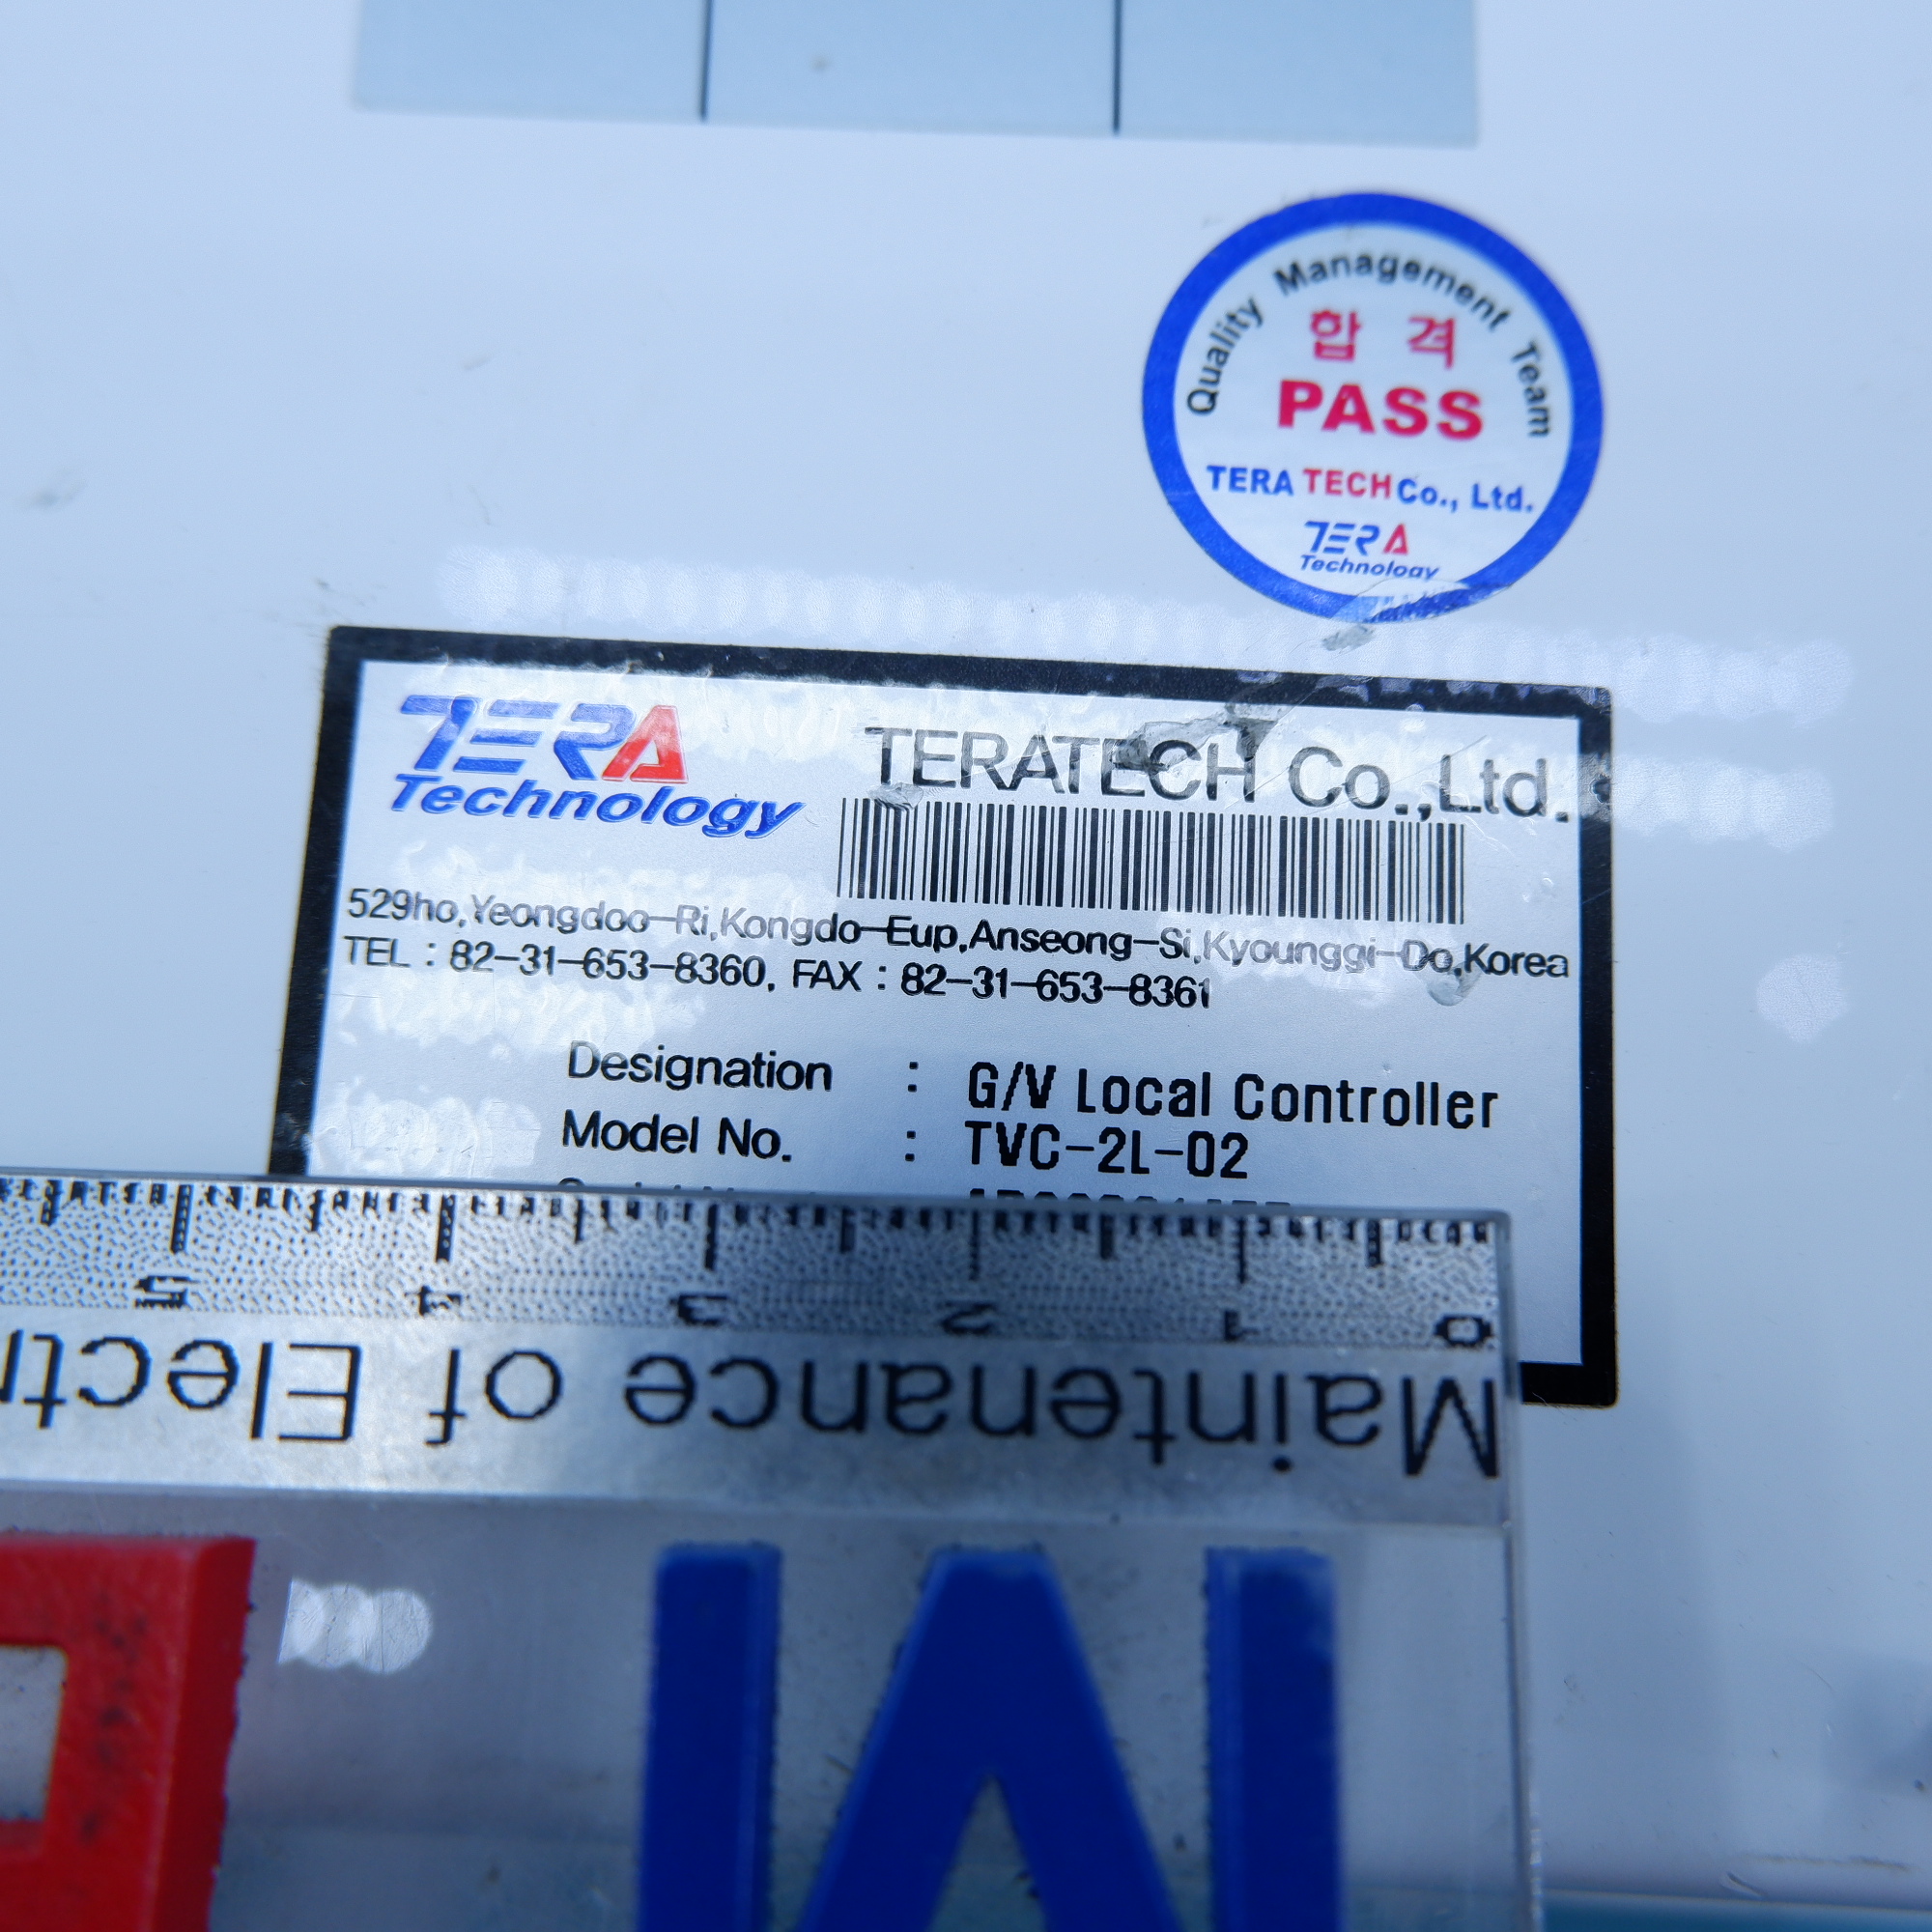 Quality Management Team
합격
PASS
TERA TECH Co., Ltd.
TERA
Technology
TERA
Technology
TERATECH Co.,Ltd.
529ho,Yeongdoo-Ri,Kongdo-Eup,Anseong-Si,Kyounggi-Do,Korea
TEL : 82-31-653-8360, FAX : 82-31-653-8361
Designation : G/V Local Controller
Model No. : TVC-2L-02
5 4 3 2 1 0
Maintenance of Electr